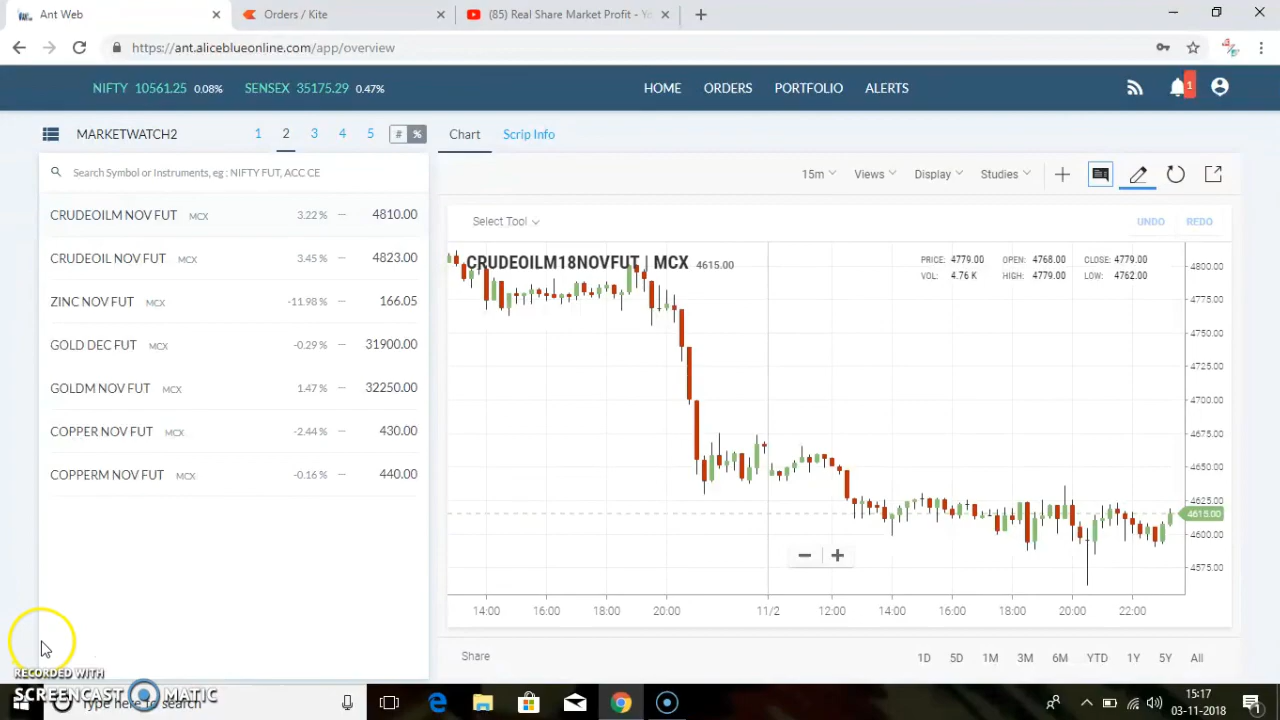 Ant Web
Orders / Kite
(85) Real Share Market Profit - Yo
https://ant.aliceblueonline.com/app/overview
NIFTY 10561.25 0.08% SENSEX 35175.29 0.47%
HOME ORDERS PORTFOLIO ALERTS
1
MARKETWATCH2 1 2 3 4 5 # %
Chart Scrip Info
Search Symbol or Instruments, eg : NIFTY FUT, ACC CE
15m Views Display Studies
CRUDEOILM NOV FUT MCX 3.22 % 4810.00
CRUDEOIL NOV FUT MCX 3.45 % 4823.00
ZINC NOV FUT MCX -11.98 % 166.05
GOLD DEC FUT MCX -0.29 % 31900.00
GOLDM NOV FUT MCX 1.47 % 32250.00
COPPER NOV FUT MCX -2.44 % 430.00
COPPERM NOV FUT MCX -0.16 % 440.00
Select Tool UNDO REDO
CRUDEOILM18NOVFUT | MCX 4615.00
PRICE: 4779.00 OPEN: 4768.00 CLOSE: 4779.00
VOL: 4.76 K HIGH: 4779.00 LOW: 4762.00
4800.00
4775.00
4750.00
4725.00
4700.00
4675.00
4650.00
4625.00
4615.00
4600.00
4575.00
14:00 16:00 18:00 20:00 11/2 12:00 14:00 16:00 18:00 20:00 22:00
Share
1D 5D 1M 3M 6M YTD 1Y 5Y All
RECORDED WITH
SCREENCAST MATIC
Type here to search
15:17
03-11-2018
1